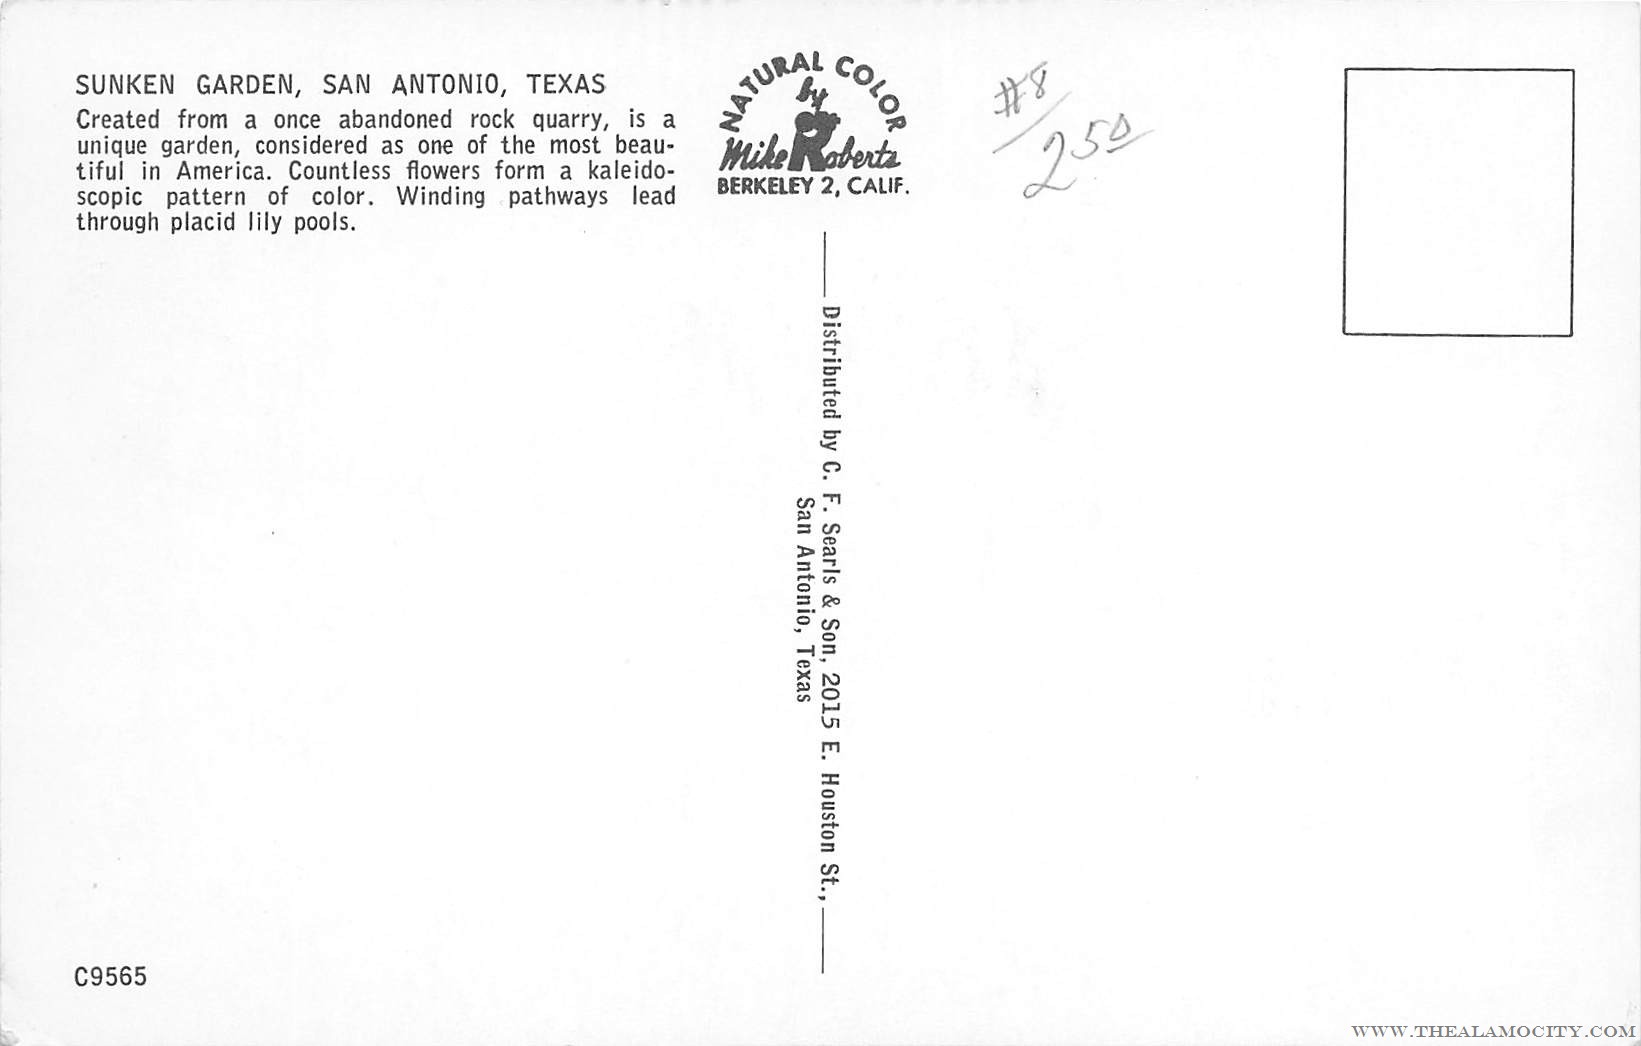 SUNKEN GARDEN, SAN ANTONIO, TEXAS
Created from a once abandoned rock quarry, is a
unique garden, considered as one of the most beau-
tiful in America. Countless flowers form a kaleido-
scopic pattern of color. Winding pathways lead
through placid lily pools.
NATURAL COLOR
by
Mike Roberts
BERKELEY 2, CALIF.
#8
250
Distributed by C. F. Searls & Son, 2015 E. Houston St.,
San Antonio, Texas
C9565
WWW.THEALAMOCITY.COM